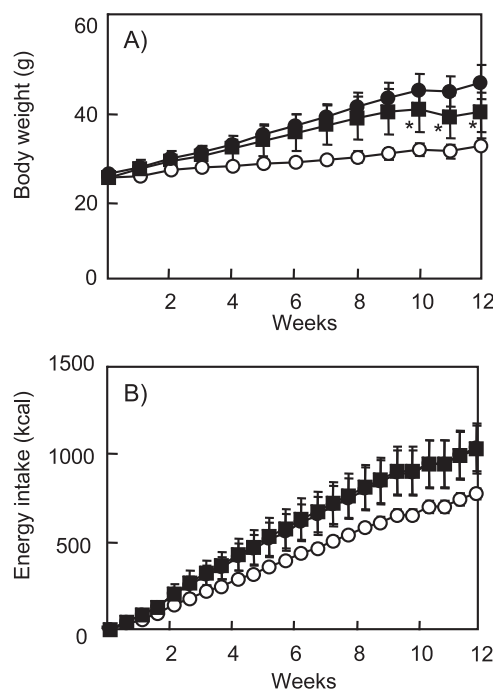 60
A)
40
20
0
Body weight (g)
* * *
2 4 6 8 10 12
Weeks
1500
B)
1000
500
0
Energy intake (kcal)
2 4 6 8 10 12
Weeks